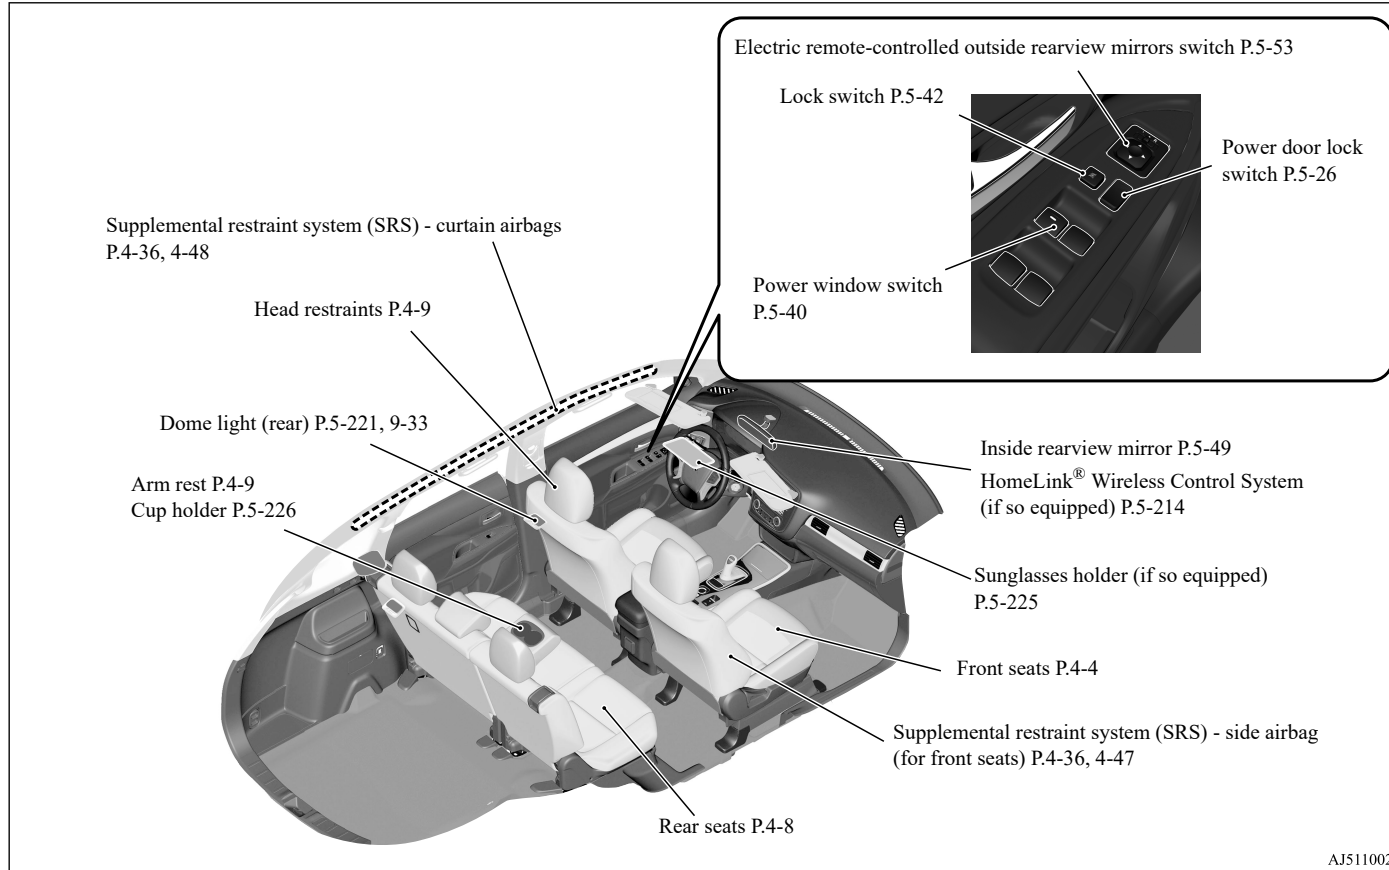 Electric remote-controlled outside rearview mirrors switch P.5-53
Lock switch P.5-42
Power door lock
switch P.5-26
Power window switch
P.5-40
Supplemental restraint system (SRS) - curtain airbags
P.4-36, 4-48
Head restraints P.4-9
Dome light (rear) P.5-221, 9-33
Arm rest P.4-9
Cup holder P.5-226
Inside rearview mirror P.5-49
HomeLink® Wireless Control System
(if so equipped) P.5-214
Sunglasses holder (if so equipped)
P.5-225
Front seats P.4-4
Supplemental restraint system (SRS) - side airbag
(for front seats) P.4-36, 4-47
Rear seats P.4-8
AJ511002